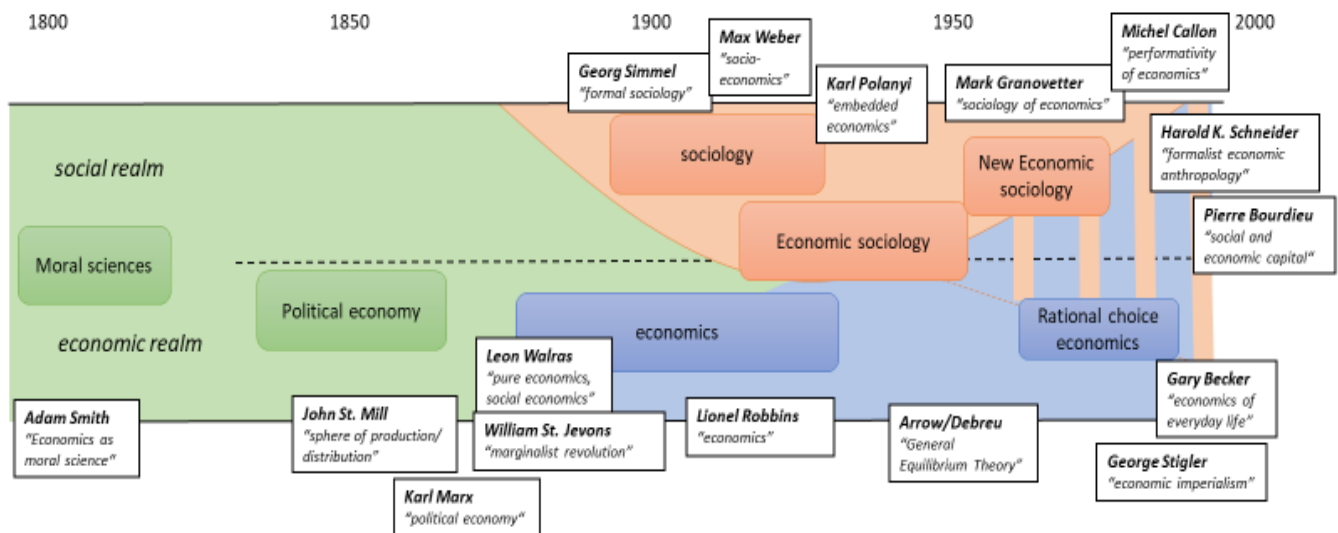 1800 1850 1900 1950 2000
Georg Simmel
"formal sociology"
Max Weber
"socio-
economics"
Karl Polanyi
"embedded
economics"
Mark Granovetter
"sociology of economics"
Michel Callon
"performativity
of economics"
Harold K. Schneider
"formalist economic
anthropology"
Pierre Bourdieu
"social and
economic capital"
social realm
sociology
New Economic
sociology
Economic sociology
Moral sciences
Political economy
economic realm
economics
Rational choice
economics
Adam Smith
"Economics as
moral science"
John St. Mill
"sphere of production/
distribution"
Karl Marx
"political economy"
Leon Walras
"pure economics,
social economics"
William St. Jevons
"marginalist revolution"
Lionel Robbins
"economics"
Arrow/Debreu
"General
Equilibrium Theory"
Gary Becker
"economics of
everyday life"
George Stigler
"economic imperialism"